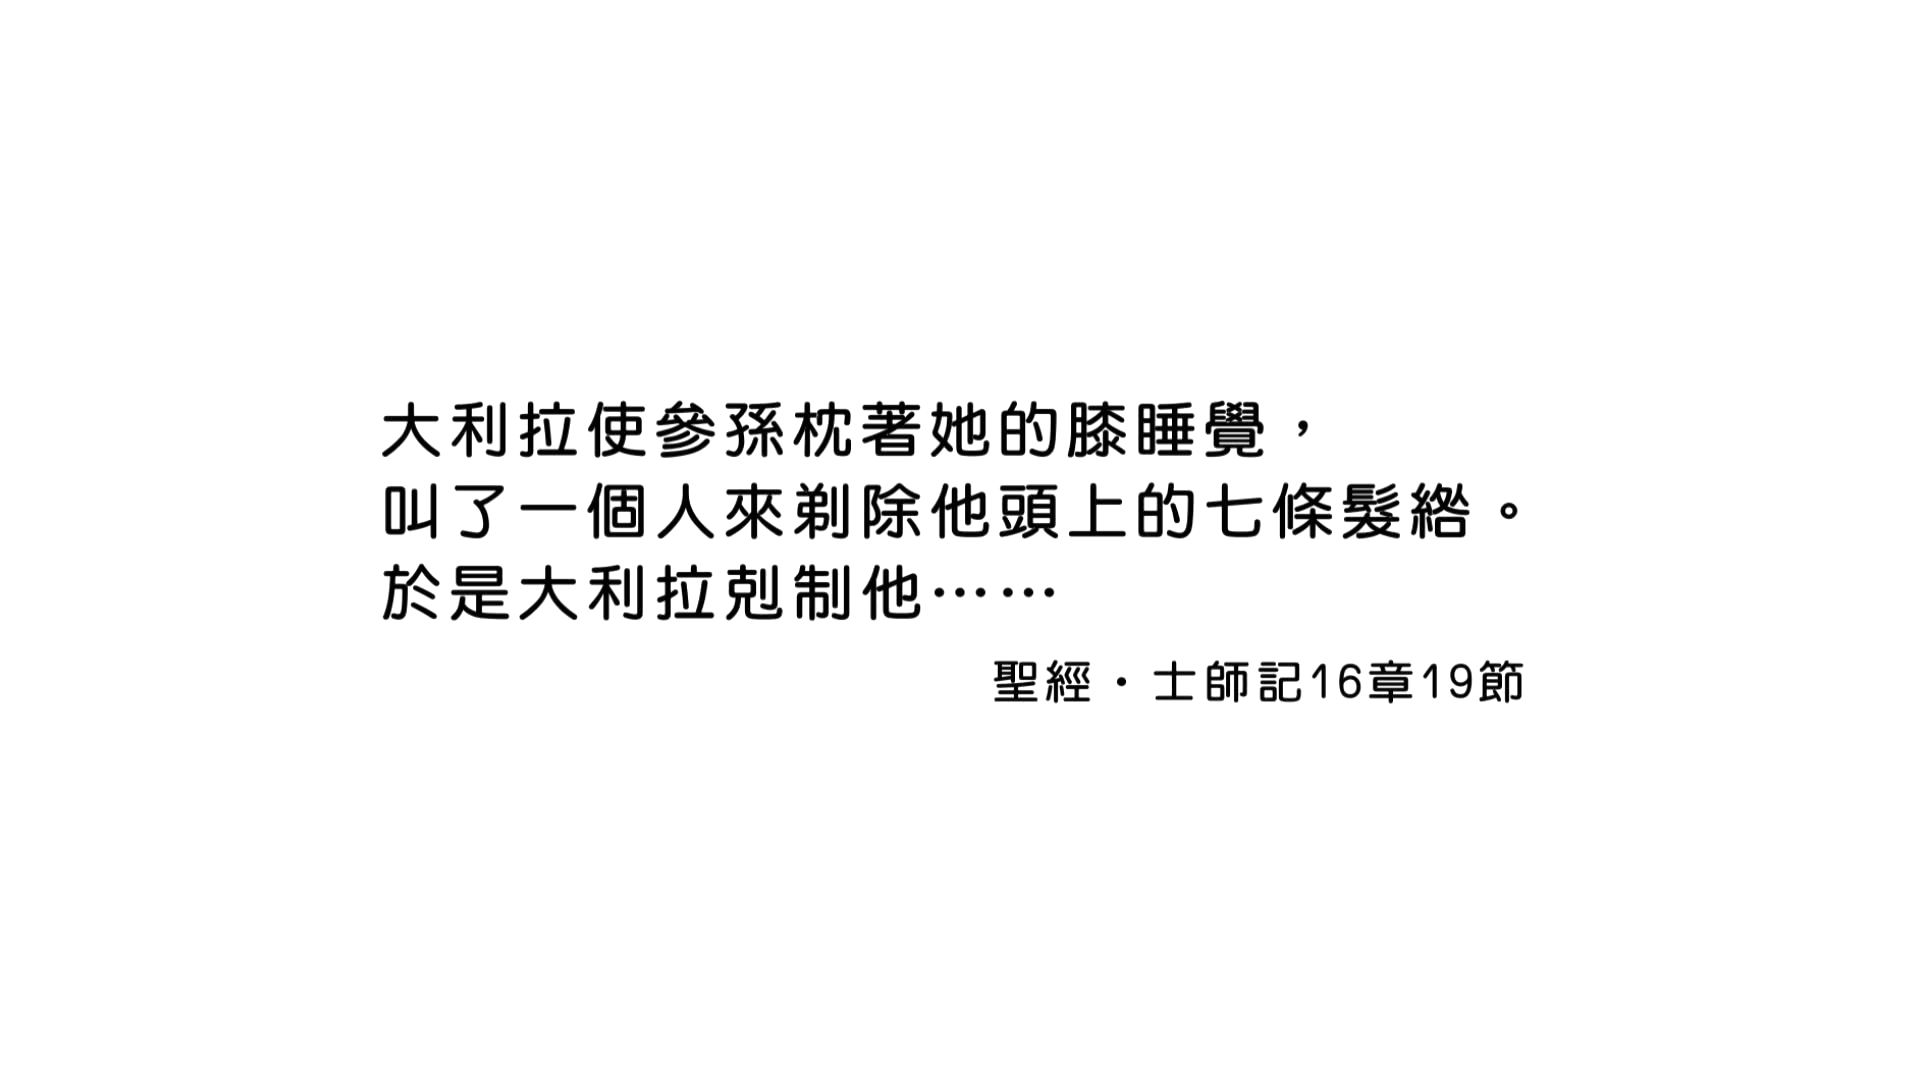 大利拉使參孫枕著她的膝睡覺，
叫了一個人來剃除他頭上的七條髮綹。
於是大利拉剋制他⋯⋯
聖經・士師記16章19節